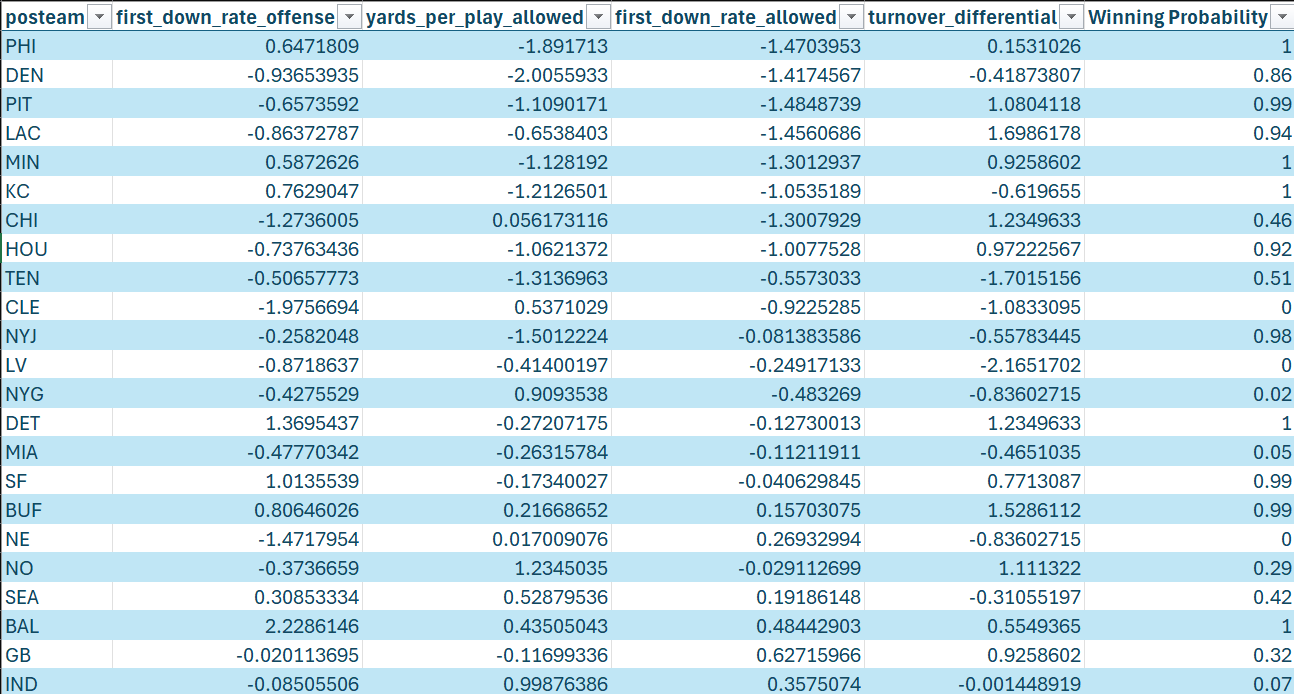 posteam first_down_rate_offense yards_per_play_allowed first_down_rate_allowed turnover_differential Winning Probability
PHI 0.6471809 -1.891713 -1.4703953 0.1531026 1
DEN -0.93653935 -2.0055933 -1.4174567 -0.41873807 0.86
PIT -0.6573592 -1.1090171 -1.4848739 1.0804118 0.99
LAC -0.86372787 -0.6538403 -1.4560686 1.6986178 0.94
MIN 0.5872626 -1.128192 -1.3012937 0.9258602 1
KC 0.7629047 -1.2126501 -1.0535189 -0.619655 1
CHI -1.2736005 0.056173116 -1.3007929 1.2349633 0.46
HOU -0.73763436 -1.0621372 -1.0077528 0.97222567 0.92
TEN -0.50657773 -1.3136963 -0.5573033 -1.7015156 0.51
CLE -1.9756694 0.5371029 -0.9225285 -1.0833095 0
NYJ -0.2582048 -1.5012224 -0.081383586 -0.55783445 0.98
LV -0.8718637 -0.41400197 -0.24917133 -2.1651702 0
NYG -0.4275529 0.9093538 -0.483269 -0.83602715 0.02
DET 1.3695437 -0.27207175 -0.12730013 1.2349633 1
MIA -0.47770342 -0.26315784 -0.11211911 -0.4651035 0.05
SF 1.0135539 -0.17340027 -0.040629845 0.7713087 0.99
BUF 0.80646026 0.21668652 0.15703075 1.5286112 0.99
NE -1.4717954 0.017009076 0.26932994 -0.83602715 0
NO -0.3736659 1.2345035 -0.029112699 1.111322 0.29
SEA 0.30853334 0.52879536 0.19186148 -0.31055197 0.42
BAL 2.2286146 0.43505043 0.48442903 0.5549365 1
GB -0.020113695 -0.11699336 0.62715966 0.9258602 0.32
IND -0.08505506 0.99876386 0.3575074 -0.001448919 0.07